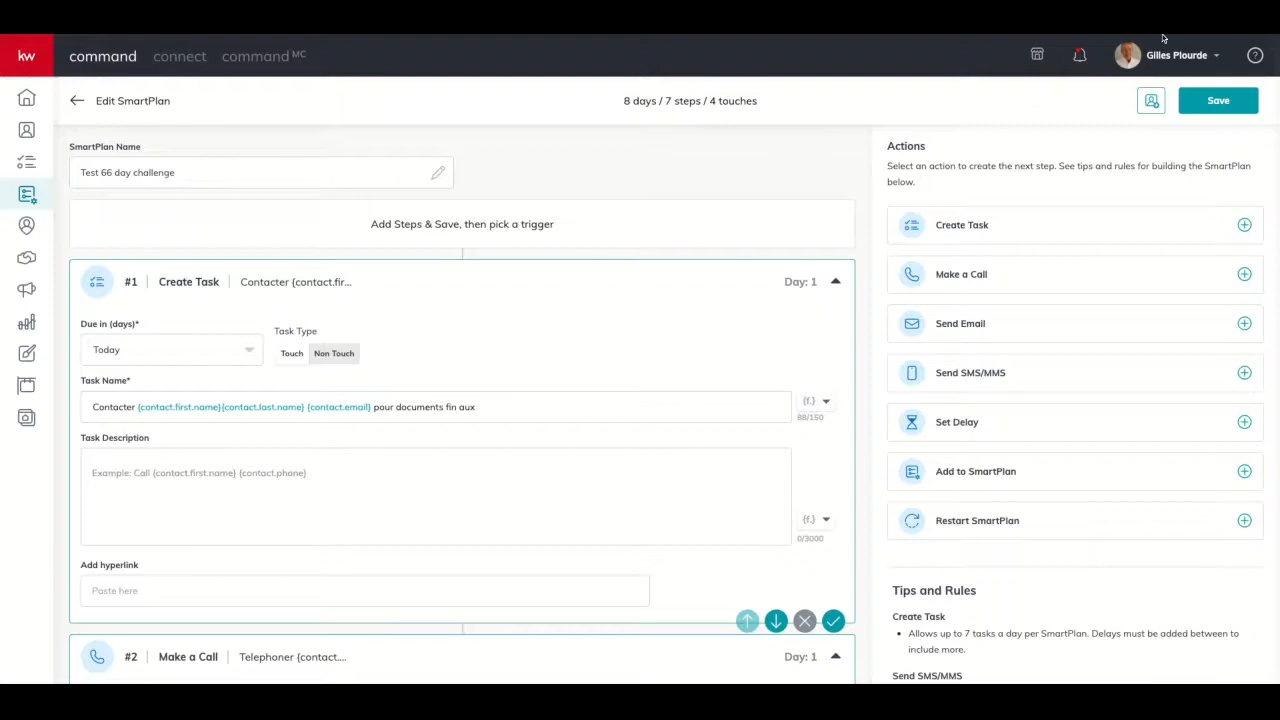 kw command connect command MC Gilles Plourde ?
Edit SmartPlan 8 days / 7 steps / 4 touches Save
SmartPlan Name
Test 66 day challenge
Add Steps & Save, then pick a trigger
#1 Create Task Contacter {contact.fir... Day: 1
Due in (days)*
Today
Task Type
Touch Non Touch
Task Name*
Contacter {contact.first.name}{contact.last.name} {contact.email} pour documents fin aux
{f.}
88/150
Task Description
Example: Call {contact.first.name} {contact.phone}
{f.}
0/3000
Add hyperlink
Paste here
#2 Make a Call Telephoner {contact.... Day: 1
Actions
Select an action to create the next step. See tips and rules for building the SmartPlan
below.
Create Task
Make a Call
Send Email
Send SMS/MMS
Set Delay
Add to SmartPlan
Restart SmartPlan
Tips and Rules
Create Task
• Allows up to 7 tasks a day per SmartPlan. Delays must be added between to
include more.
Send SMS/MMS